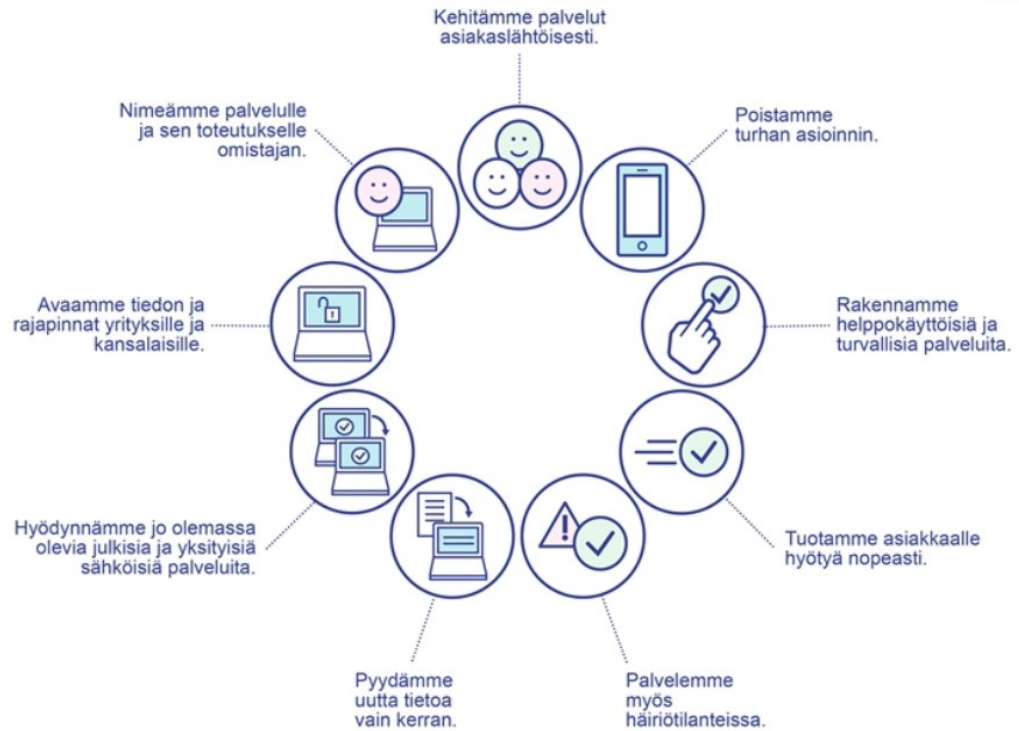 Kehitämme palvelut
asiakaslähtöisesti.
Poistamme
turhan asioinnin.
Rakennamme
helppokäyttöisiä ja
turvallisia palveluita.
Tuotamme asiakkaalle
hyötyä nopeasti.
Palvelemme
myös
häiriötilanteissa.
Pyydämme
uutta tietoa
vain kerran.
Hyödynnämme jo olemassa
olevia julkisia ja yksityisiä
sähköisiä palveluita.
Avaamme tiedon ja
rajapinnat yrityksille ja
kansalaisille.
Nimeämme palvelulle
ja sen toteutukselle
omistajan.